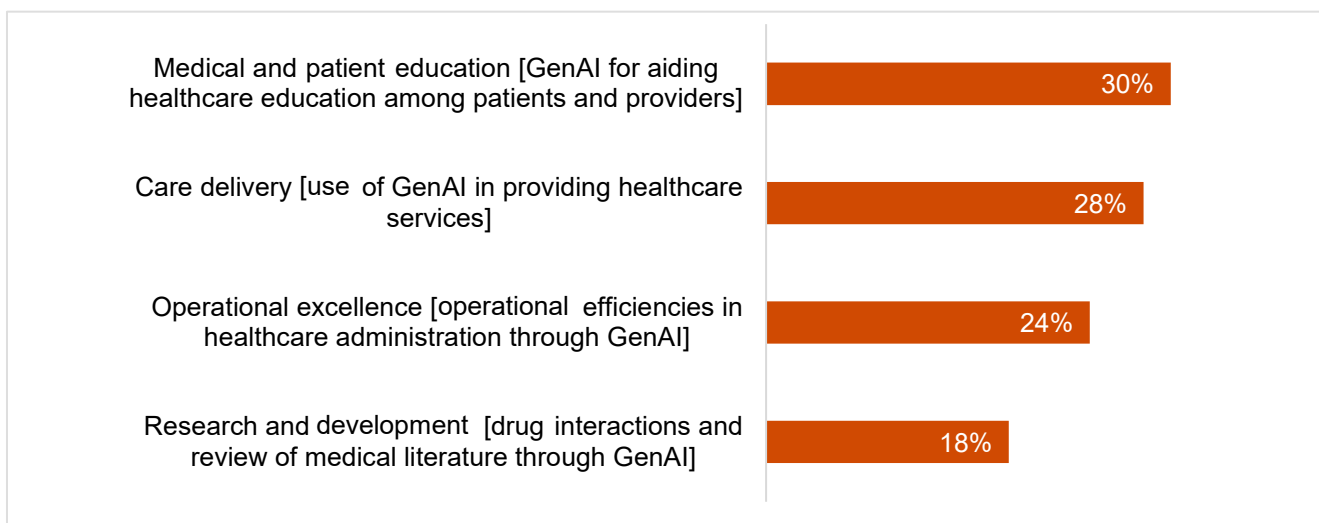 Medical and patient education [GenAI for aiding
healthcare education among patients and providers]
30%
Care delivery [use of GenAI in providing healthcare
services]
28%
Operational excellence [operational efficiencies in
healthcare administration through GenAI]
24%
Research and development [drug interactions and
review of medical literature through GenAI]
18%